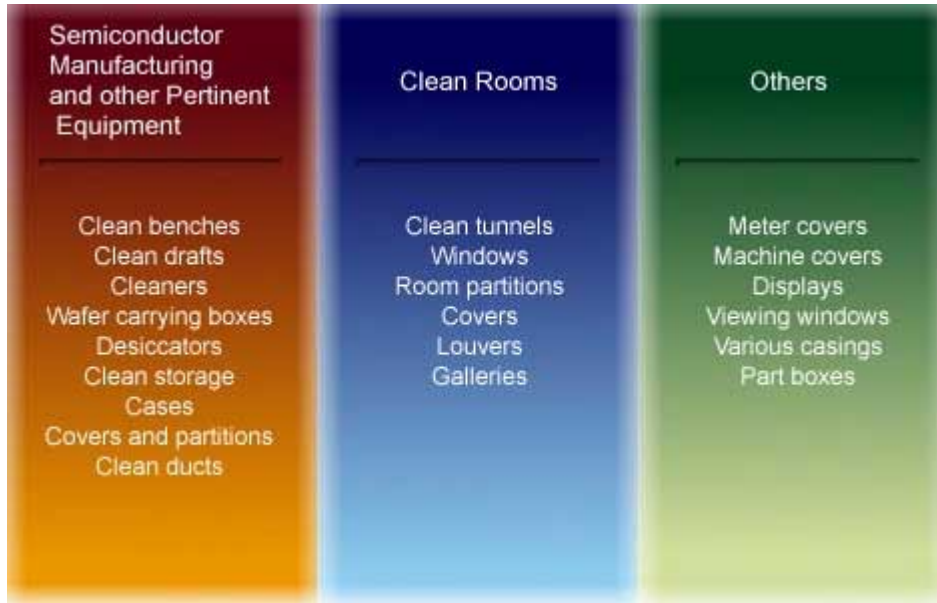 Semiconductor
Manufacturing
and other Pertinent
Equipment
Clean benches
Clean drafts
Cleaners
Wafer carrying boxes
Desiccators
Clean storage
Cases
Covers and partitions
Clean ducts
Clean Rooms
Clean tunnels
Windows
Room partitions
Covers
Louvers
Galleries
Others
Meter covers
Machine covers
Displays
Viewing windows
Various casings
Part boxes